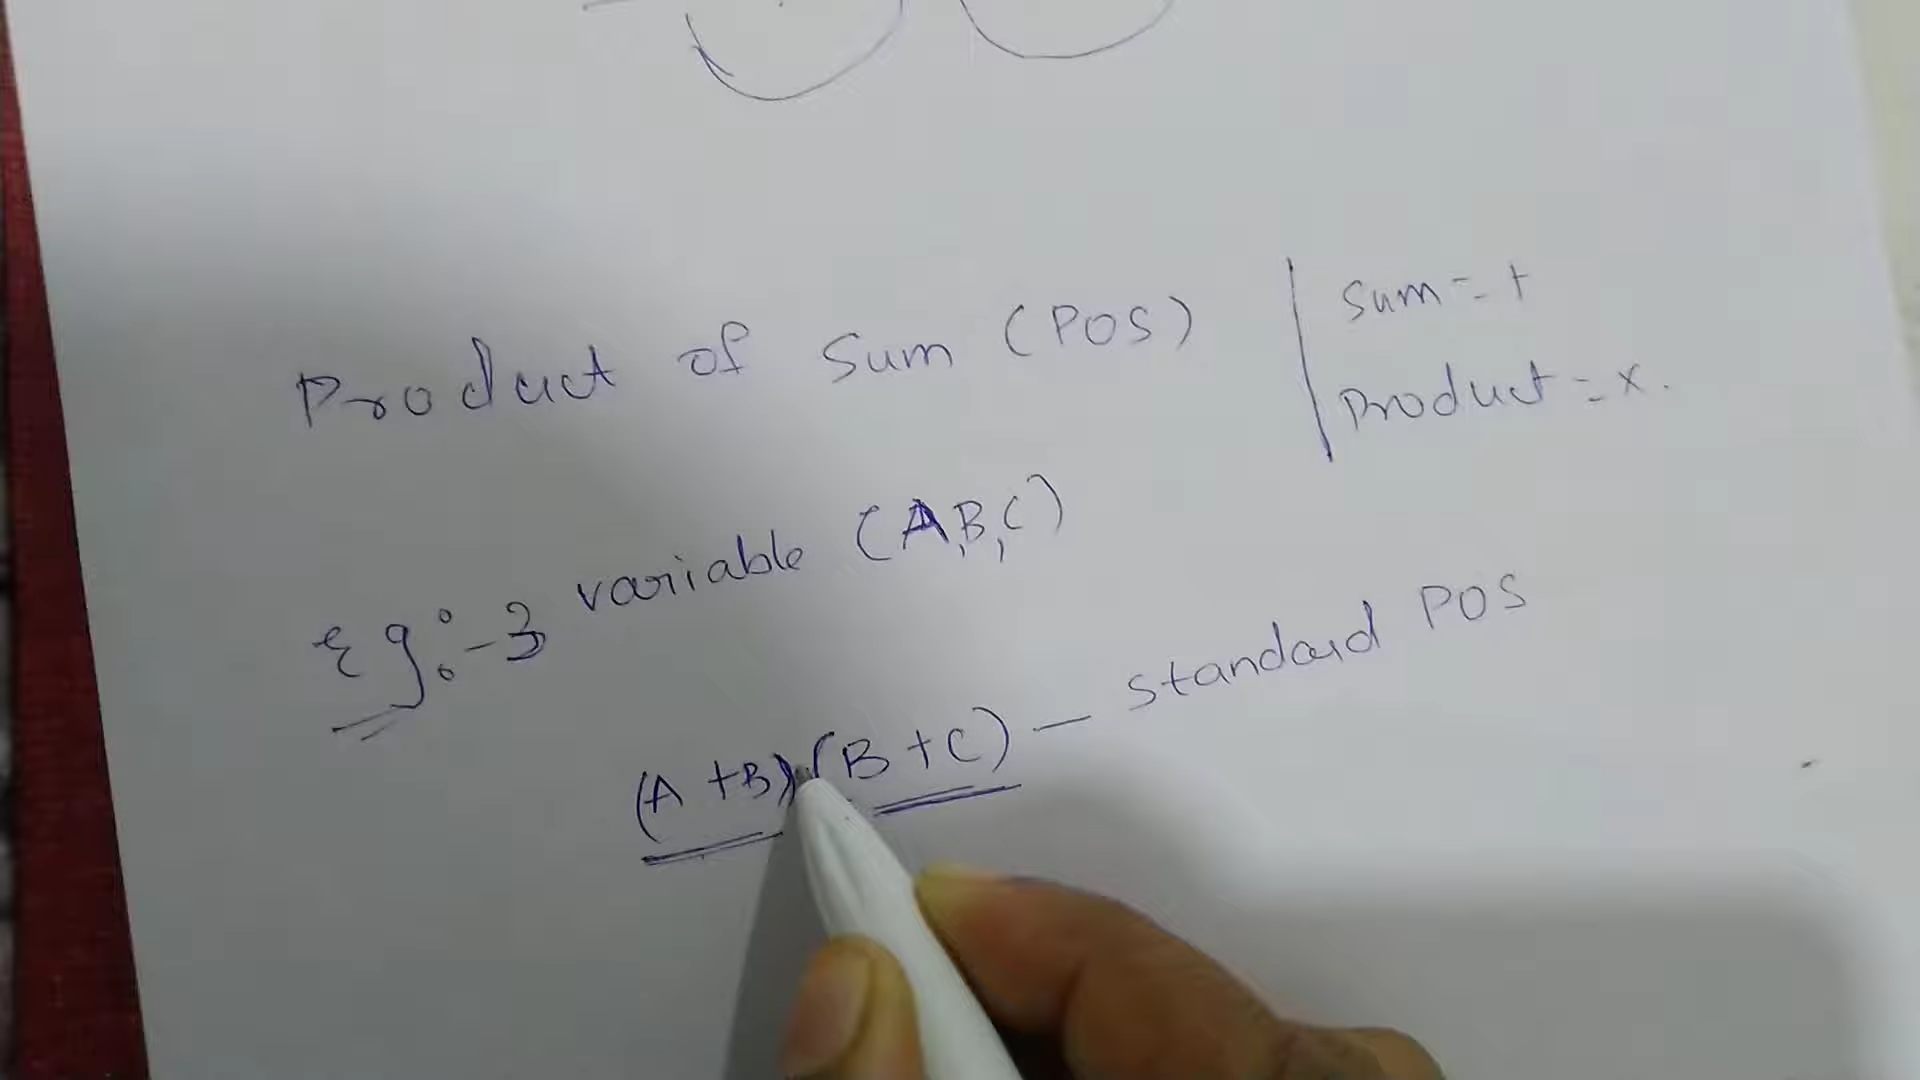 Product of Sum (POS)
Sum = +
Product = x.
Eg:- 3 variable (A,B,C)
(A+B)(B+C) — standard POS